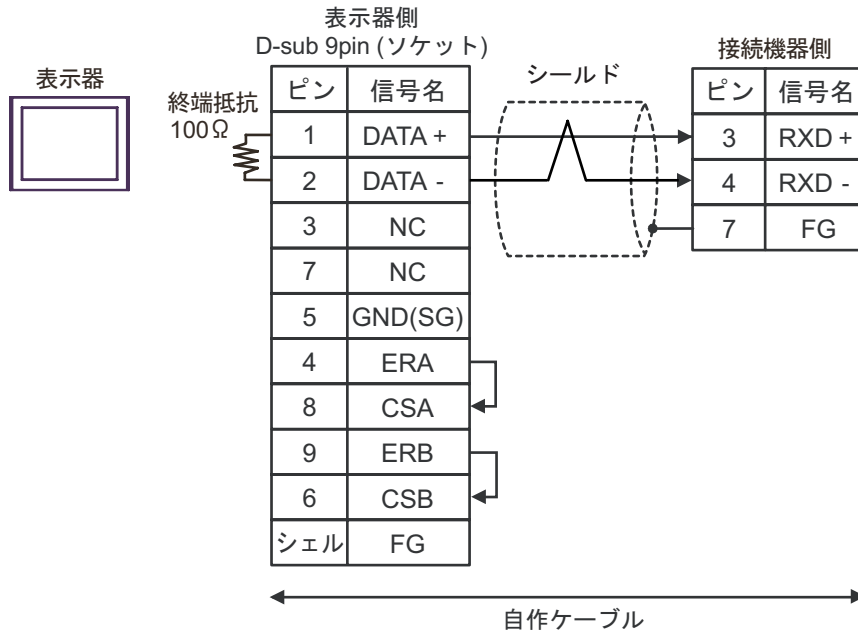 表示器側
D-sub 9pin (ソケット)
接続機器側
表示器
シールド
終端抵抗
100Ω
ピン 信号名
1 DATA +
2 DATA -
3 NC
7 NC
5 GND(SG)
4 ERA
8 CSA
9 ERB
6 CSB
シェル FG
ピン 信号名
3 RXD +
4 RXD -
7 FG
自作ケーブル